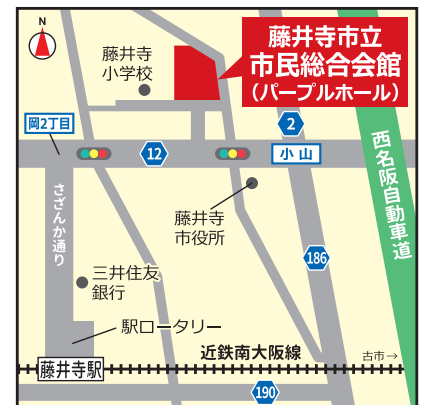 N
藤井寺
小学校
藤井寺市立
市民総合会館
(パープルホール)
岡2丁目
2
12
小山
西名阪自動車道
さざんか通り
藤井寺
市役所
186
三井住友
銀行
駅ロータリー
近鉄南大阪線
古市→
藤井寺駅
190